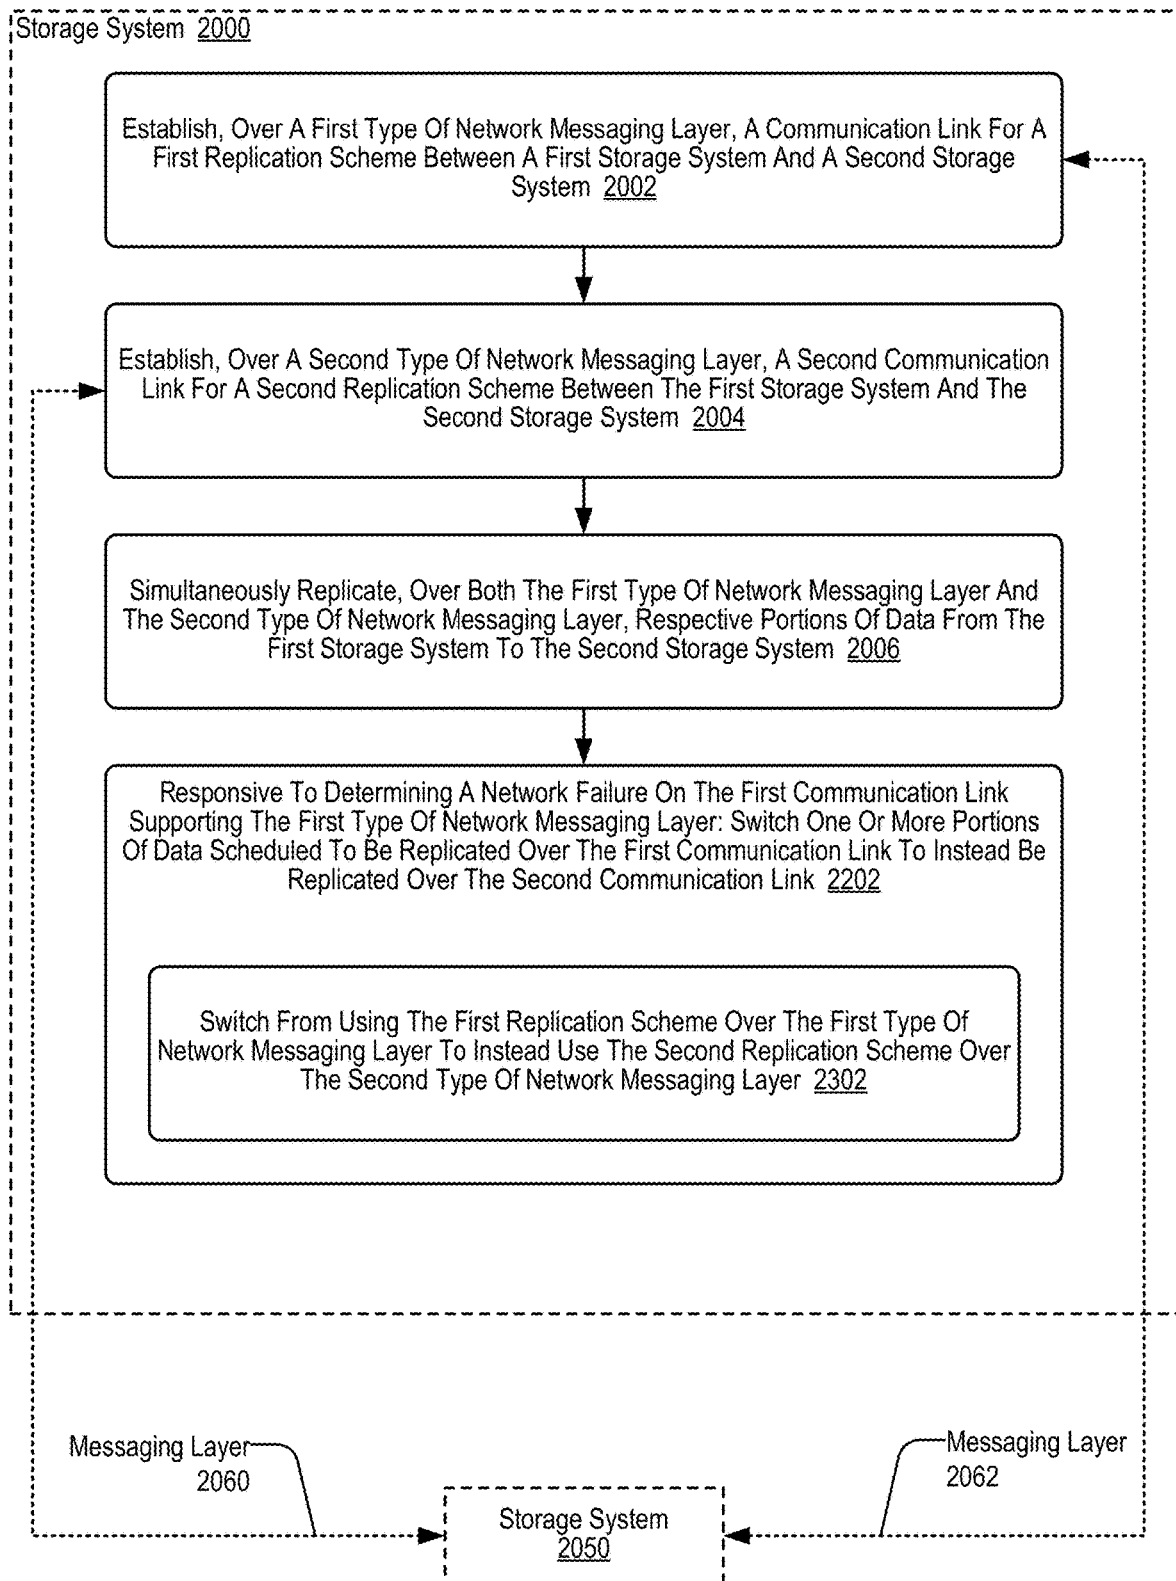 Storage System 2000
Establish, Over A First Type Of Network Messaging Layer, A Communication Link For A
First Replication Scheme Between A First Storage System And A Second Storage
System 2002
Establish, Over A Second Type Of Network Messaging Layer, A Second Communication
Link For A Second Replication Scheme Between The First Storage System And The
Second Storage System 2004
Simultaneously Replicate, Over Both The First Type Of Network Messaging Layer And
The Second Type Of Network Messaging Layer, Respective Portions Of Data From The
First Storage System To The Second Storage System 2006
Responsive To Determining A Network Failure On The First Communication Link
Supporting The First Type Of Network Messaging Layer: Switch One Or More Portions
Of Data Scheduled To Be Replicated Over The First Communication Link To Instead Be
Replicated Over The Second Communication Link 2202
Switch From Using The First Replication Scheme Over The First Type Of
Network Messaging Layer To Instead Use The Second Replication Scheme Over
The Second Type Of Network Messaging Layer 2302
Messaging Layer
2060
Messaging Layer
2062
Storage System
2050